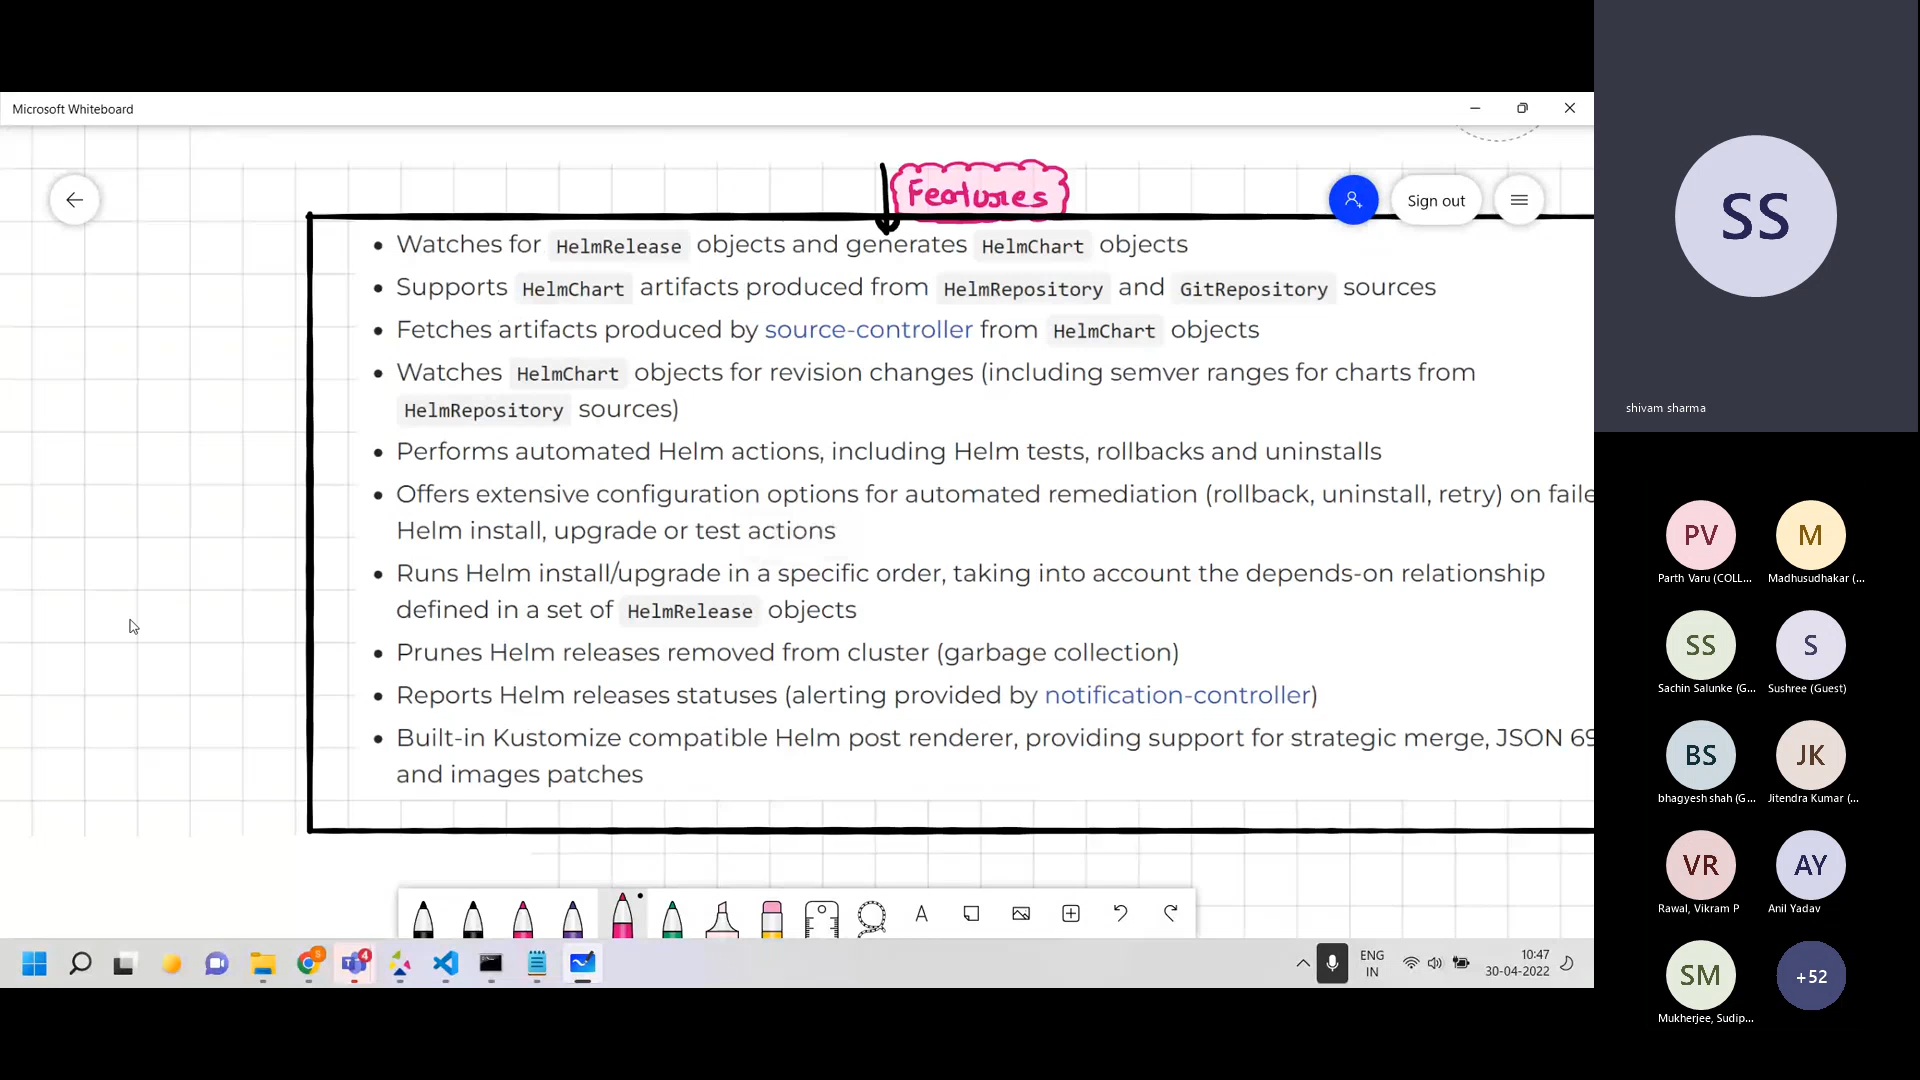 Microsoft Whiteboard
Features
Sign out
SS
shivam sharma
• Watches for HelmRelease objects and generates HelmChart objects
• Supports HelmChart artifacts produced from HelmRepository and GitRepository sources
• Fetches artifacts produced by source-controller from HelmChart objects
• Watches HelmChart objects for revision changes (including semver ranges for charts from
HelmRepository sources)
• Performs automated Helm actions, including Helm tests, rollbacks and uninstalls
• Offers extensive configuration options for automated remediation (rollback, uninstall, retry) on faile
Helm install, upgrade or test actions
• Runs Helm install/upgrade in a specific order, taking into account the depends-on relationship
defined in a set of HelmRelease objects
• Prunes Helm releases removed from cluster (garbage collection)
• Reports Helm releases statuses (alerting provided by notification-controller)
• Built-in Kustomize compatible Helm post renderer, providing support for strategic merge, JSON 69
and images patches
PV M
Parth Varu (COLL... Madhusudhakar (...
SS S
Sachin Salunke (G... Sushree (Guest)
BS JK
bhagyesh shah (G... Jitendra Kumar (...
VR AY
Rawal, Vikram P Anil Yadav
SM +52
Mukherjee, Sudip...
A
8
4
ENG
IN
10:47
30-04-2022